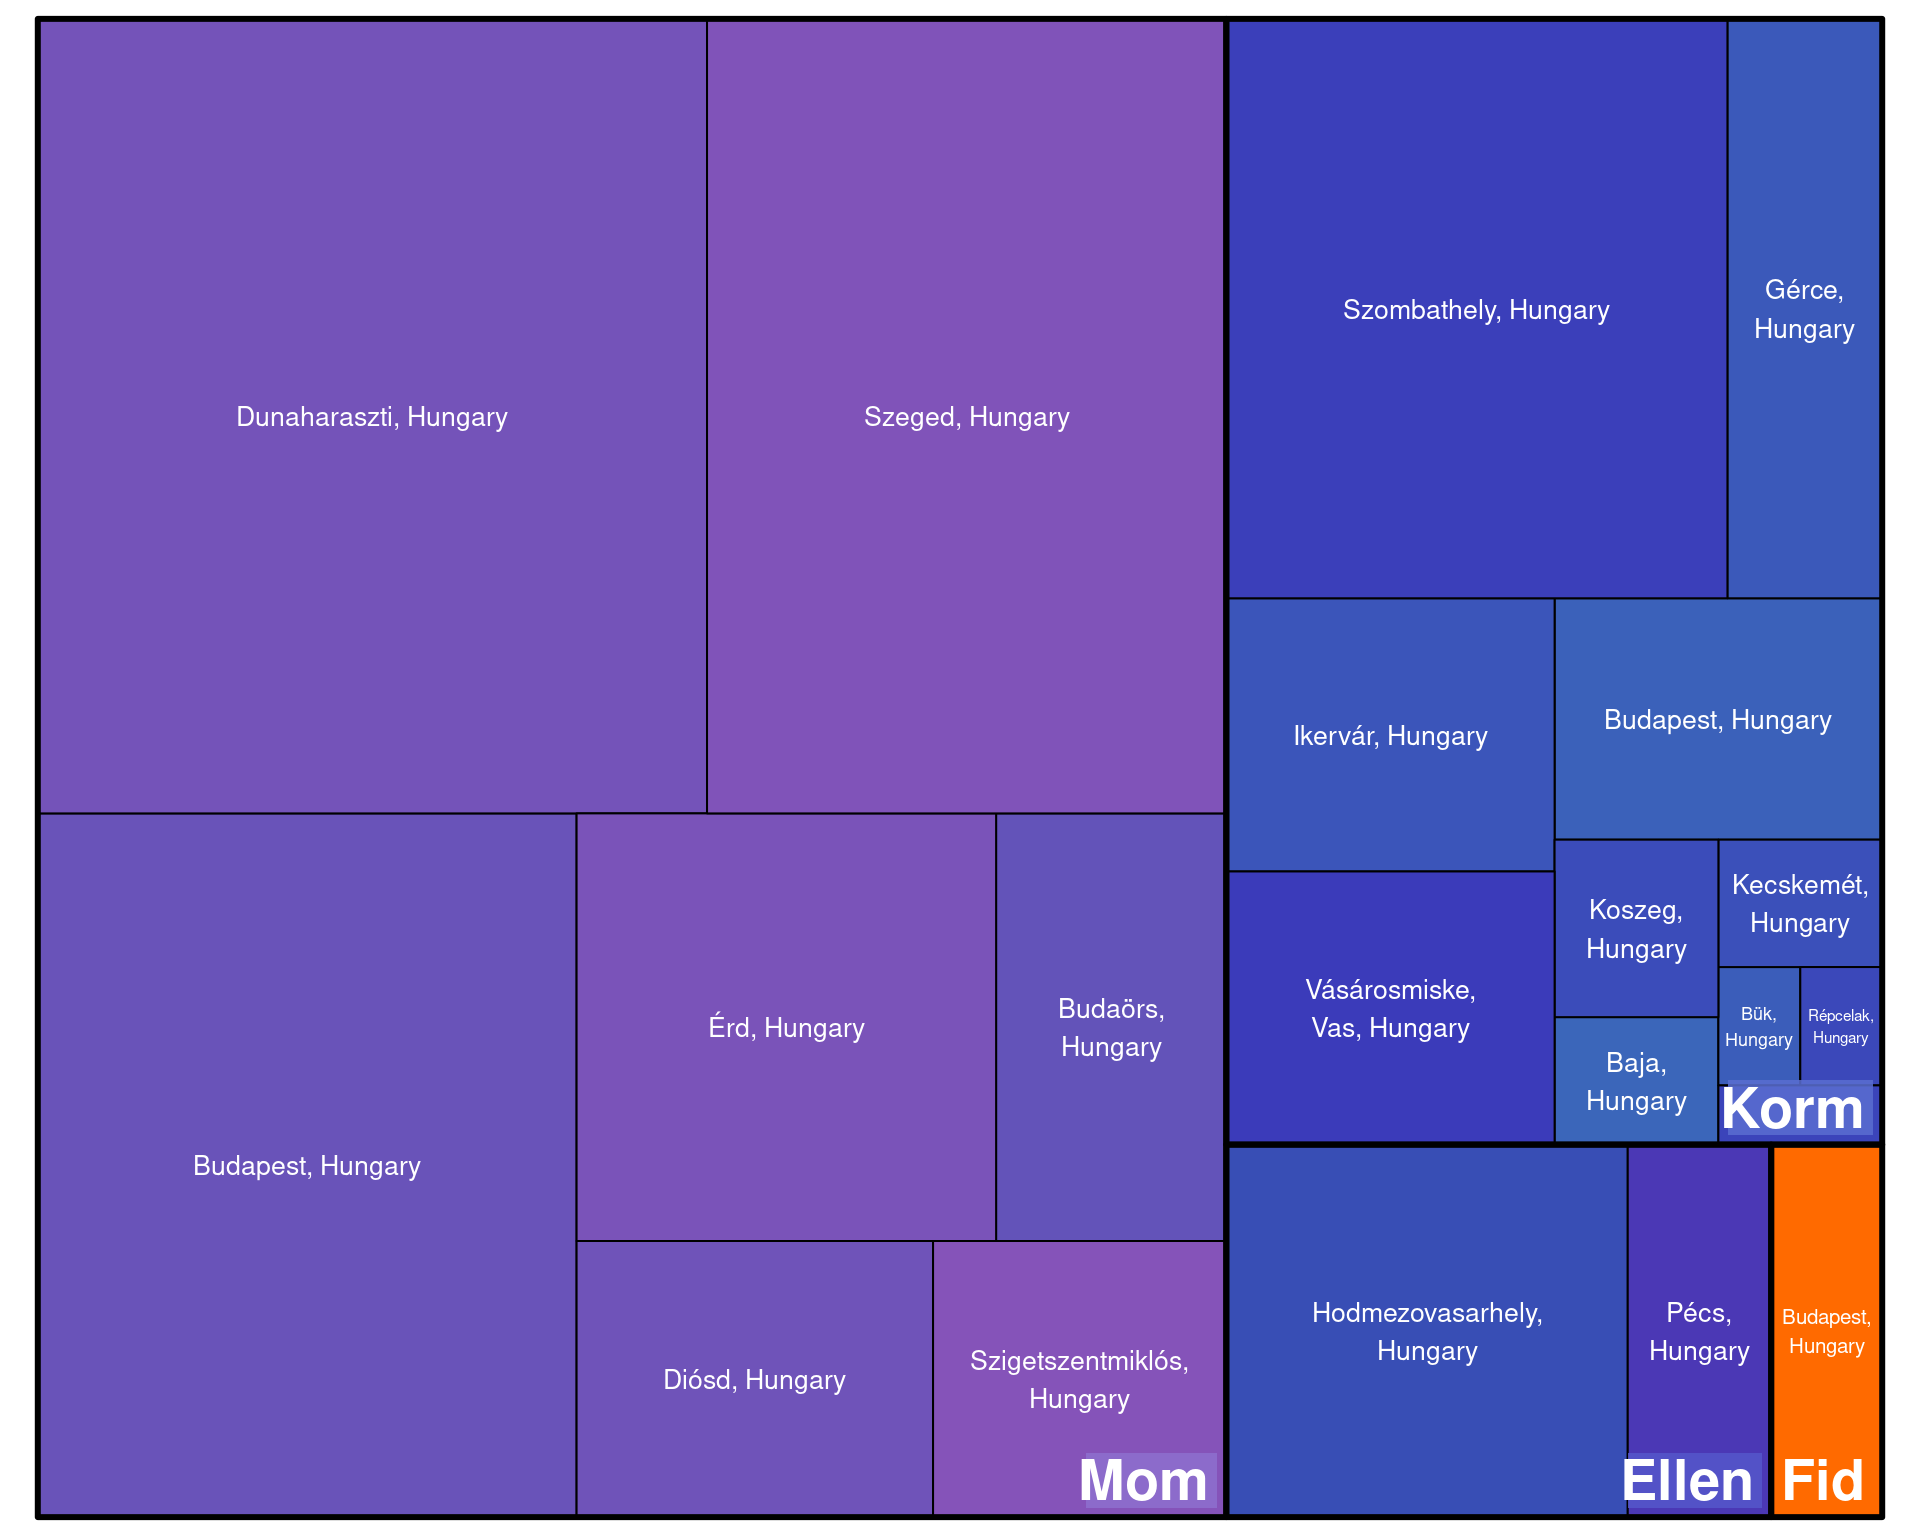 Dunaharaszti, Hungary
Szeged, Hungary
Budapest, Hungary
Érd, Hungary
Budaörs,
Hungary
Diósd, Hungary
Szigetszentmiklós,
Hungary
Mom
Szombathely, Hungary
Gérce,
Hungary
Ikervár, Hungary
Budapest, Hungary
Vásárosmiske,
Vas, Hungary
Koszeg,
Hungary
Kecskemét,
Hungary
Baja,
Hungary
Bük,
Hungary
Répcelak,
Hungary
Korm
Hodmezovasarhely,
Hungary
Pécs,
Hungary
Ellen
Budapest,
Hungary
Fid